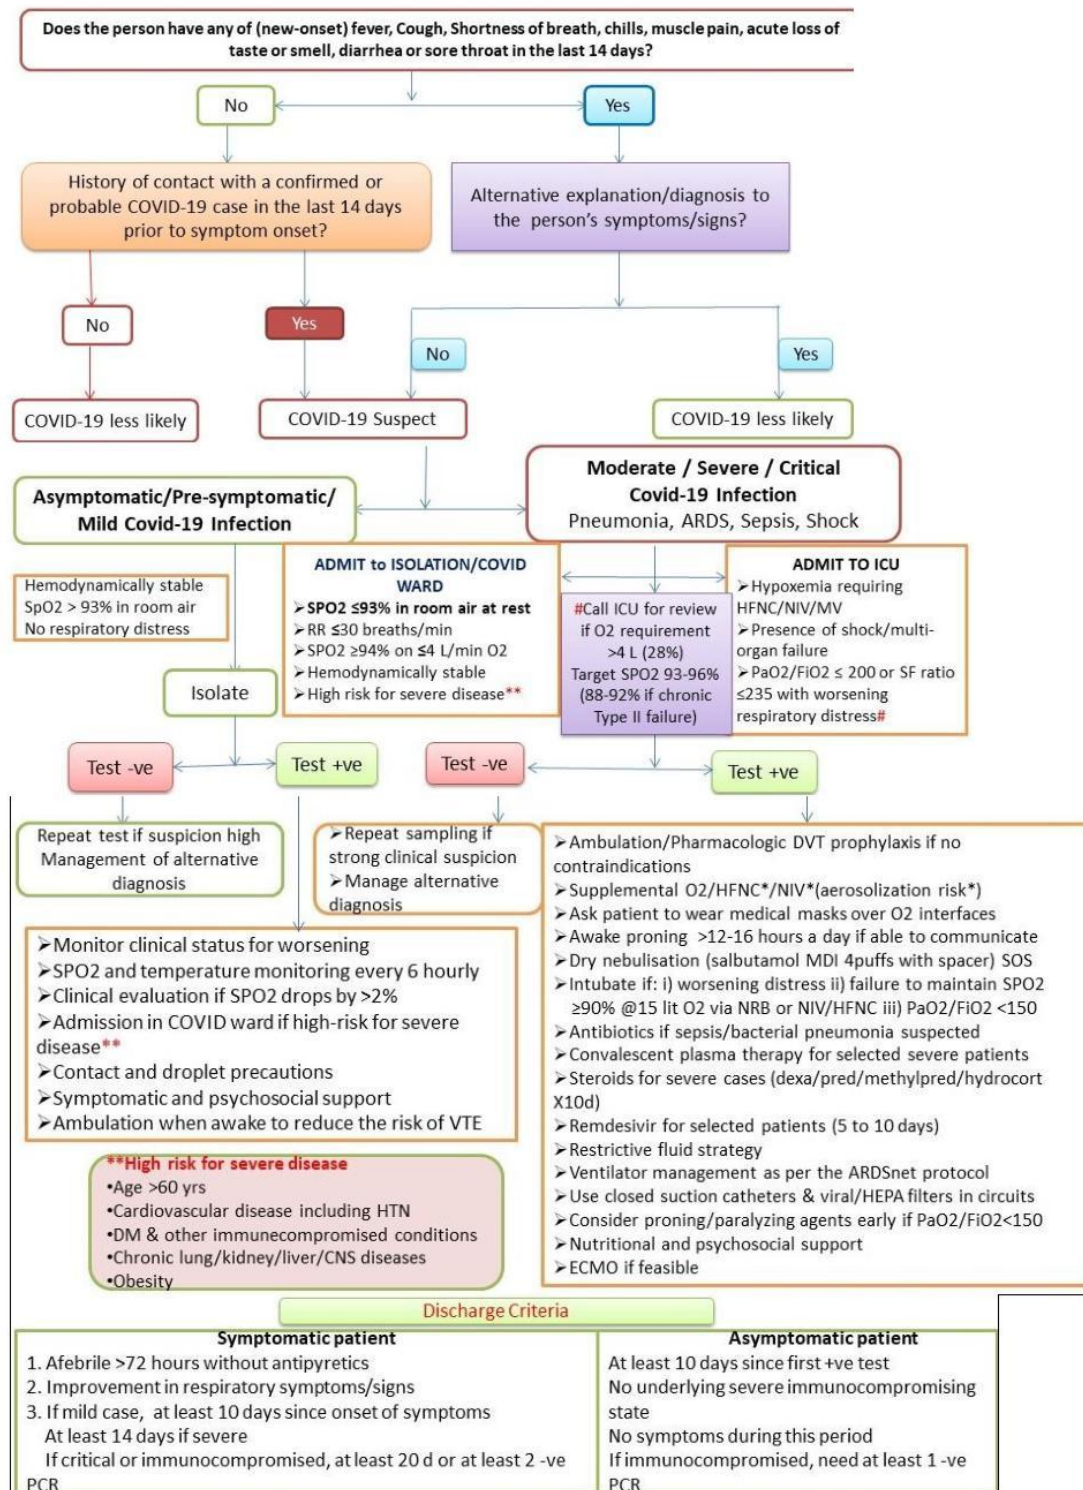 Does the person have any of (new-onset) fever, Cough, Shortness of breath, chills, muscle pain, acute loss of
taste or smell, diarrhea or sore throat in the last 14 days?
No
Yes
History of contact with a confirmed or
probable COVID-19 case in the last 14 days
prior to symptom onset?
Alternative explanation/diagnosis to
the person's symptoms/signs?
No
Yes
No
Yes
COVID-19 less likely
COVID-19 Suspect
COVID-19 less likely
Asymptomatic/Pre-symptomatic/
Mild Covid-19 Infection
Moderate / Severe / Critical
Covid-19 Infection
Pneumonia, ARDS, Sepsis, Shock
Hemodynamically stable
SpO2 > 93% in room air
No respiratory distress
ADMIT to ISOLATION/COVID
WARD
➢SPO2 ≤93% in room air at rest
➢RR ≤30 breaths/min
➢SPO2 ≥94% on ≤4 L/min O2
➢Hemodynamically stable
➢High risk for severe disease**
#Call ICU for review
if O2 requirement
>4 L (28%)
Target SPO2 93-96%
(88-92% if chronic
Type II failure)
ADMIT TO ICU
➢Hypoxemia requiring
HFNC/NIV/MV
➢Presence of shock/multi-
organ failure
➢PaO2/FiO2 ≤ 200 or SF ratio
≤235 with worsening
respiratory distress#
Isolate
Test -ve
Test +ve
Test -ve
Test +ve
Repeat test if suspicion high
Management of alternative
diagnosis
➢Repeat sampling if
strong clinical suspicion
➢Manage alternative
diagnosis
➢Monitor clinical status for worsening
➢SPO2 and temperature monitoring every 6 hourly
➢Clinical evaluation if SPO2 drops by >2%
➢Admission in COVID ward if high-risk for severe
disease**
➢Contact and droplet precautions
➢Symptomatic and psychosocial support
➢Ambulation when awake to reduce the risk of VTE
➢Ambulation/Pharmacologic DVT prophylaxis if no
contraindications
➢Supplemental O2/HFNC*/NIV*(aerosolization risk*)
➢Ask patient to wear medical masks over O2 interfaces
➢Awake proning >12-16 hours a day if able to communicate
➢Dry nebulisation (salbutamol MDI 4puffs with spacer) SOS
➢Intubate if: i) worsening distress ii) failure to maintain SPO2
≥90% @15 lit O2 via NRB or NIV/HFNC iii) PaO2/FiO2 <150
➢Antibiotics if sepsis/bacterial pneumonia suspected
➢Convalescent plasma therapy for selected severe patients
➢Steroids for severe cases (dexa/pred/methylpred/hydrocort
X10d)
➢Remdesivir for selected patients (5 to 10 days)
➢Restrictive fluid strategy
➢Ventilator management as per the ARDSnet protocol
➢Use closed suction catheters & viral/HEPA filters in circuits
➢Consider proning/paralyzing agents early if PaO2/FiO2<150
➢Nutritional and psychosocial support
➢ECMO if feasible
**High risk for severe disease
•Age >60 yrs
•Cardiovascular disease including HTN
•DM & other immunecompromised conditions
•Chronic lung/kidney/liver/CNS diseases
•Obesity
Discharge Criteria
Symptomatic patient
1. Afebrile >72 hours without antipyretics
2. Improvement in respiratory symptoms/signs
3. If mild case, at least 10 days since onset of symptoms
At least 14 days if severe
If critical or immunocompromised, at least 20 d or at least 2 -ve
PCR
Asymptomatic patient
At least 10 days since first +ve test
No underlying severe immunocompromising
state
No symptoms during this period
If immunocompromised, need at least 1 -ve
PCR